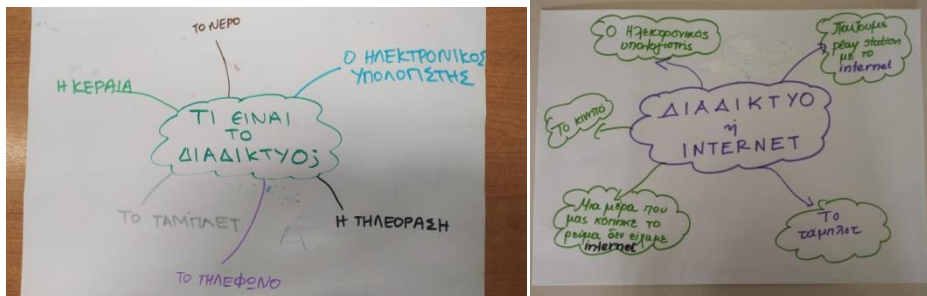 ΤΟ ΝΕΡΟ
Ο ΗΛΕΚΤΡΟΝΙΚΟΣ
ΥΠΟΛΟΓΙΣΤΗΣ
Η ΚΕΡΑΙΑ
ΤΙ ΕΙΝΑΙ
ΤΟ
ΔΙΑΔΙΚΤΥΟ;
ΤΟ ΤΑΜΠΛΕΤ
Η ΤΗΛΕΟΡΑΣΗ
ΤΟ ΤΗΛΕΦΩΝΟ
Ο Ηλεκτρονικός
υπολογιστής
Παίζουμε
play station
με το
internet
Το κινητό
ΔΙΑΔΙΚΤΥΟ
ή
INTERNET
Μια μέρα που
μας κόπηκε το
ρεύμα δεν είχαμε
internet
Το
τάμπλετ